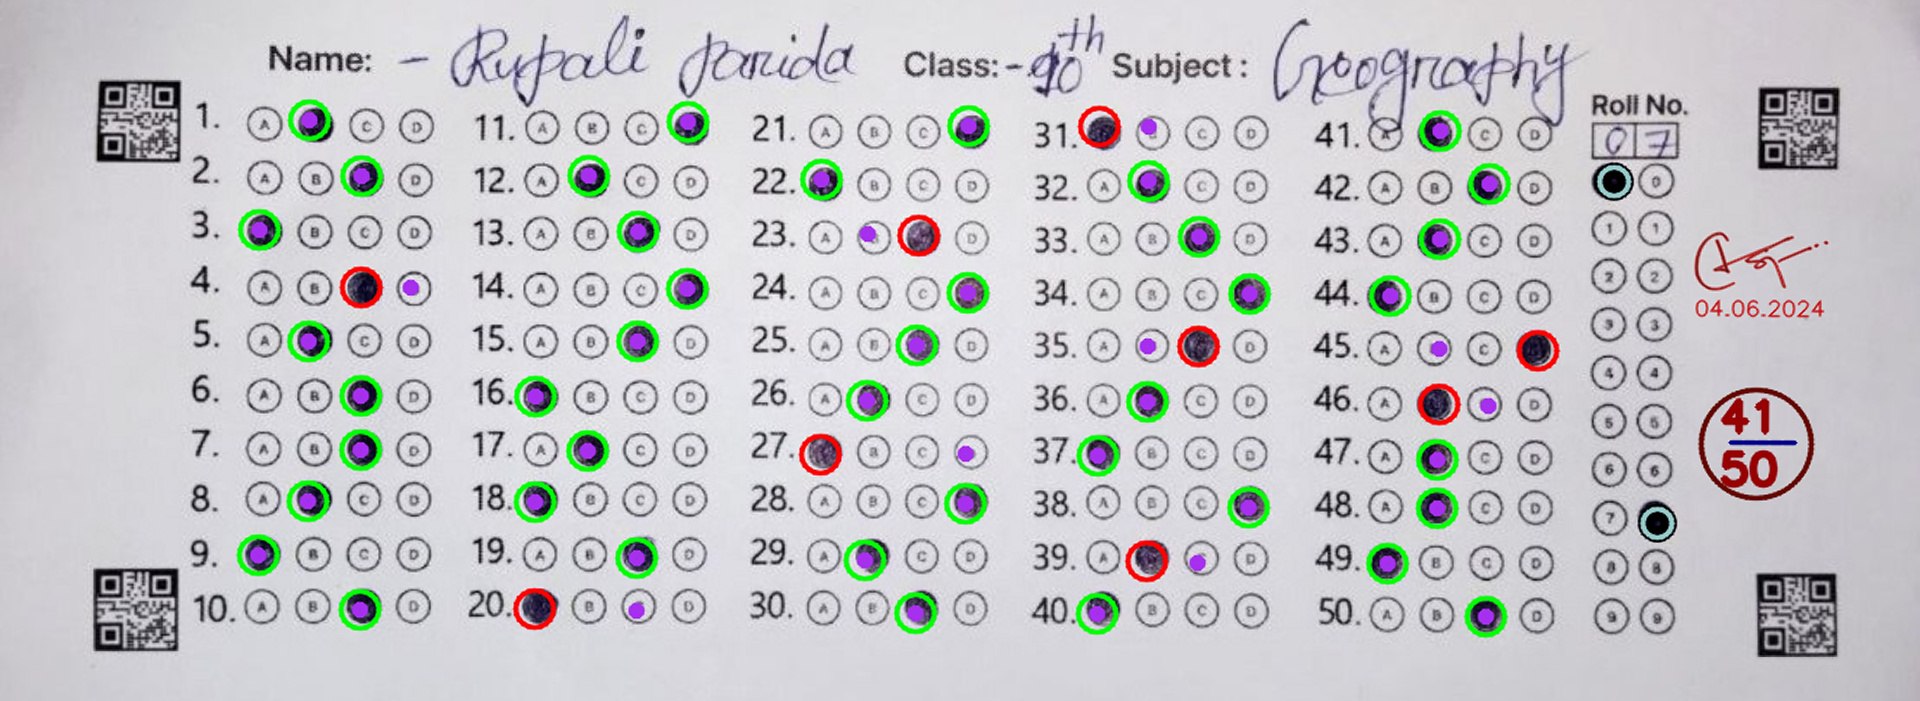 Name: - Rupali Parida Class:- 10th Subject: Geography
Roll No.
07
1. A B C D 11. A B C D 21. A B C D 31. A B C D 41. A B C D
2. A B C D 12. A B C D 22. A B C D 32. A B C D 42. A B C D 0 0
3. A B C D 13. A B C D 23. A B C D 33. A B C D 43. A B C D 1 1
4. A B C D 14. A B C D 24. A B C D 34. A B C D 44. A B C D 2 2
04.06.2024
5. A B C D 15. A B C D 25. A B C D 35. A B C D 45. A B C D 3 3
6. A B C D 16. A B C D 26. A B C D 36. A B C D 46. A B C D 4 4
41
50
7. A B C D 17. A B C D 27. A B C D 37. A B C D 47. A B C D 5 5
8. A B C D 18. A B C D 28. A B C D 38. A B C D 48. A B C D 6 6
9. A B C D 19. A B C D 29. A B C D 39. A B C D 49. A B C D 7 7
10. A B C D 20. A B C D 30. A B C D 40. A B C D 50. A B C D 8 8
9 9